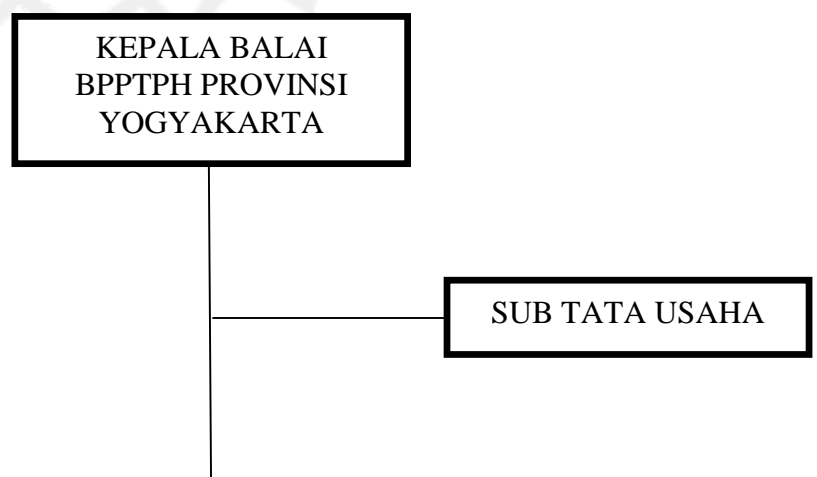 KEPALA BALAI
BPPTPH PROVINSI
YOGYAKARTA
SUB TATA USAHA